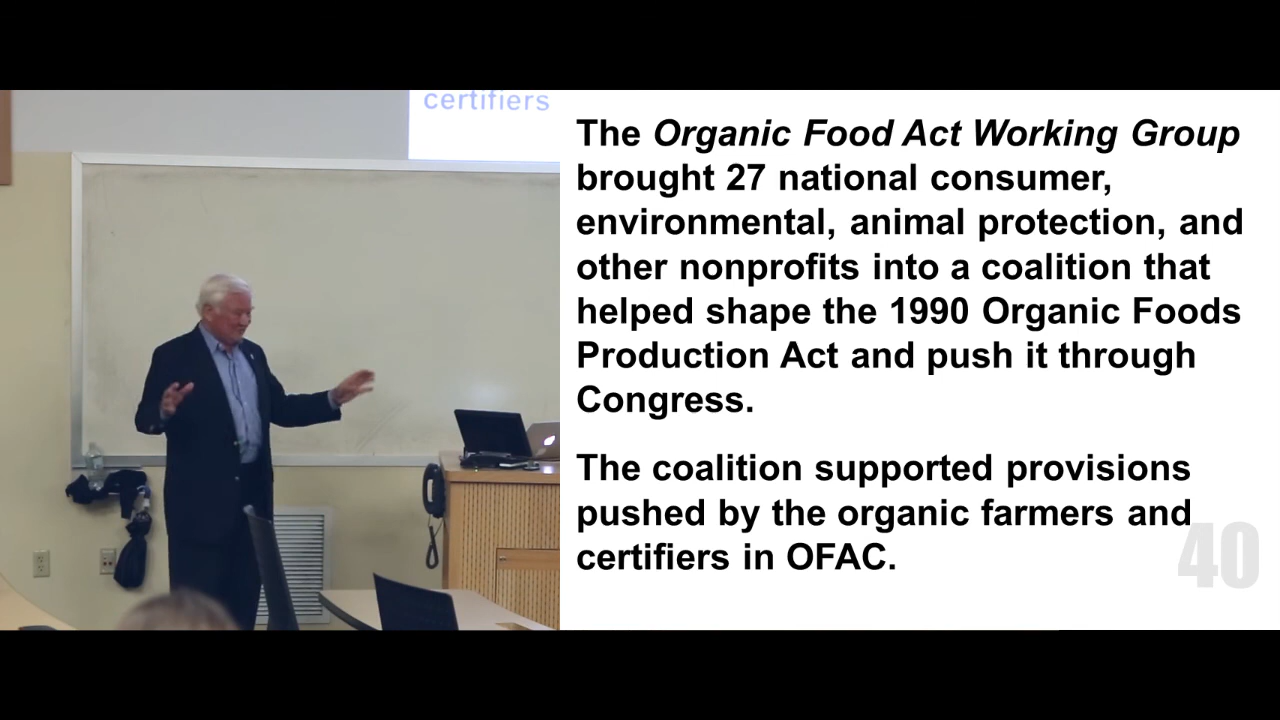 certifiers
The Organic Food Act Working Group
brought 27 national consumer,
environmental, animal protection, and
other nonprofits into a coalition that
helped shape the 1990 Organic Foods
Production Act and push it through
Congress.
The coalition supported provisions
pushed by the organic farmers and
certifiers in OFAC.
40